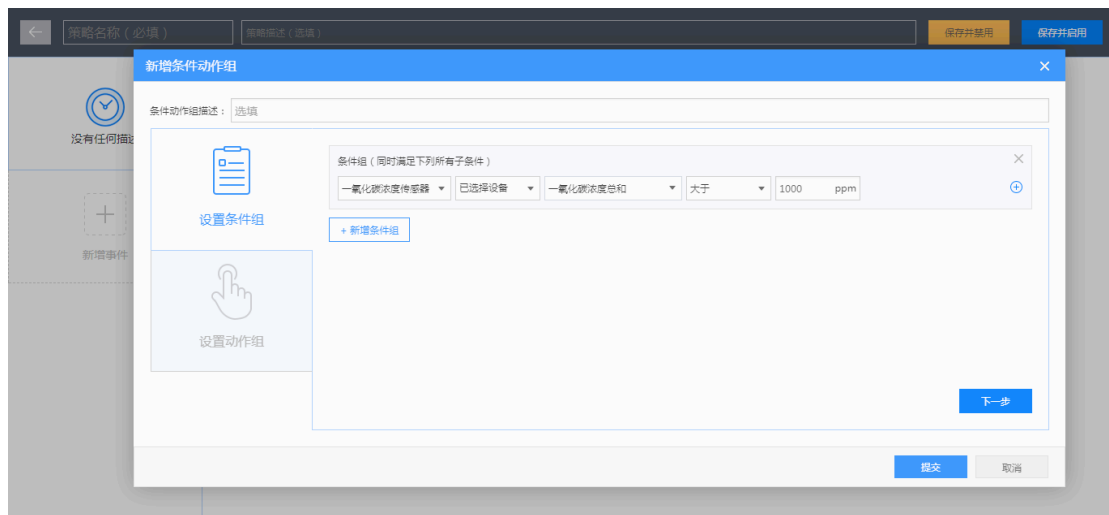 策略名称（必填）
策略描述（选填）
保存并禁用
保存并启用
新增条件动作组
条件动作组描述：
选填
没有任何描述
新增事件
设置条件组
设置动作组
条件组（同时满足下列所有子条件）
一氧化碳浓度传感器 已选择设备 一氧化碳浓度总和 大于 1000 ppm
+ 新增条件组
下一步
提交
取消